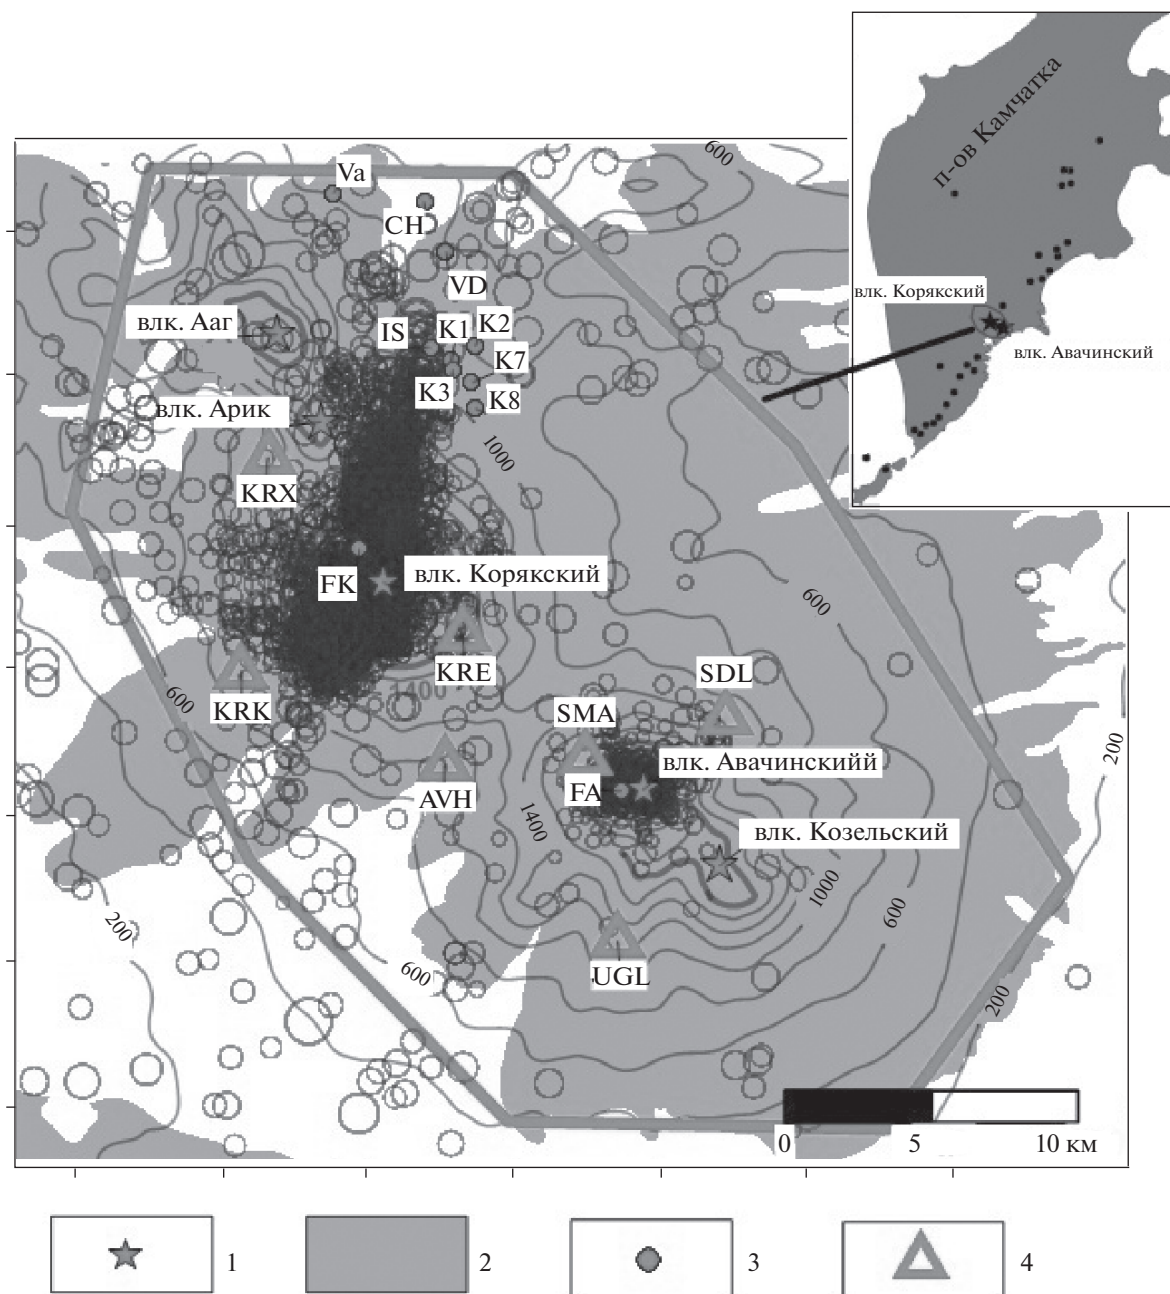 п-ов Камчатка
влк. Корякский
влк. Авачинский
600
Va
CH
VD
влк. Ааг
IS
K1
K2
K7
K3
K8
влк. Арик
1000
KRX
FK
влк. Корякский
600
KRE
SDL
KRK
600
SMA
200
влк. Авачинскийй
FA
AVH
1400
влк. Козельский
1000
600
200
600
UGL
200
0
5
10 км
1
2
3
4